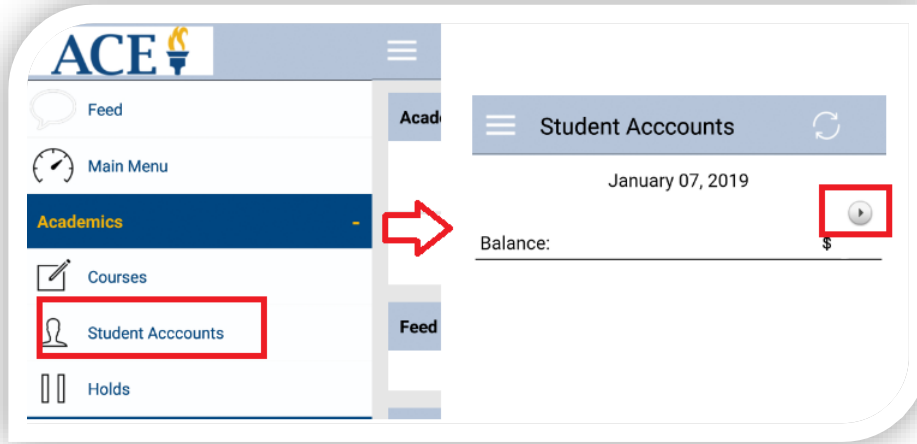 ACE
Feed
Main Menu
Academics -
Courses
Student Acccounts
Holds
Acad
Feed
Student Acccounts
January 07, 2019
Balance: $